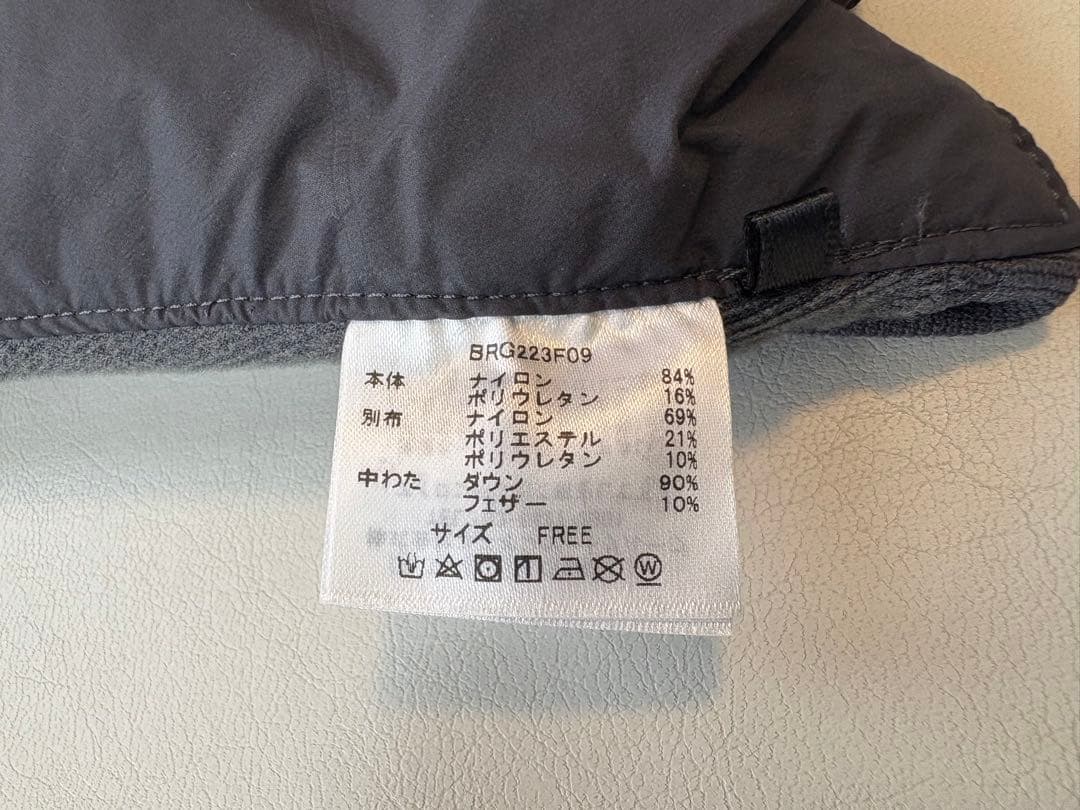 BRG223F09
本体 ナイロン 84%
ポリウレタン 16%
別布 ナイロン 69%
ポリエステル 21%
ポリウレタン 10%
中わた ダウン 90%
フェザー 10%
サイズ FREE
W